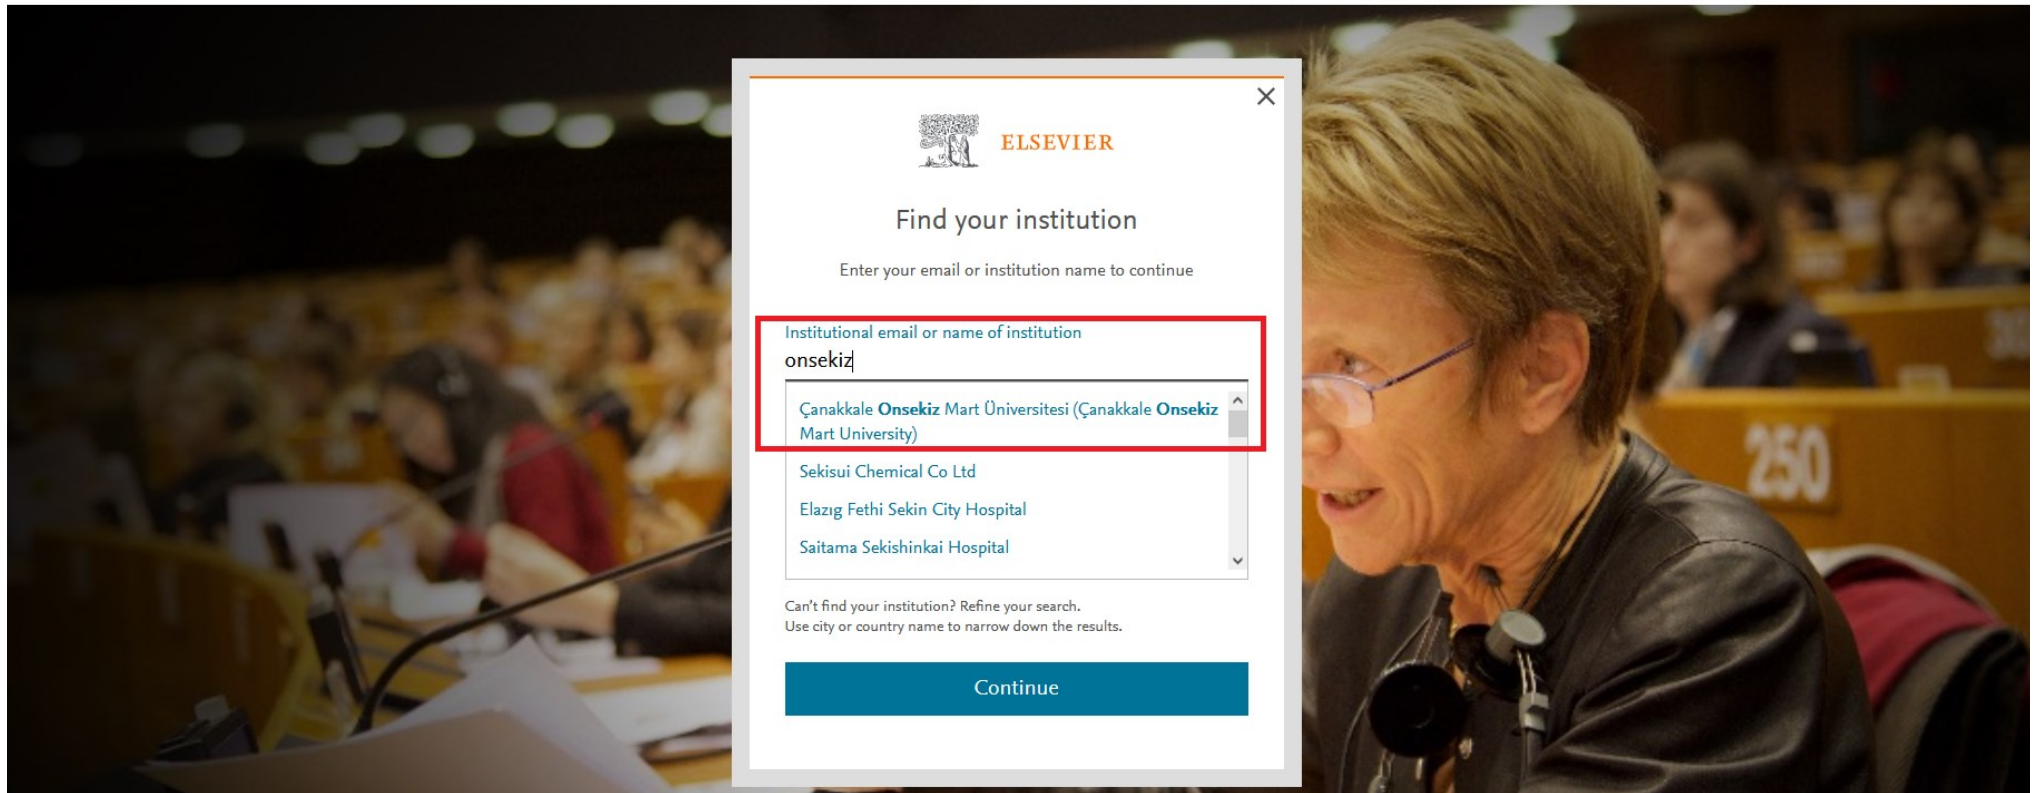 ELSEVIER
Find your institution
Enter your email or institution name to continue
Institutional email or name of institution
onsekiz
Çanakkale Onsekiz Mart Üniversitesi (Çanakkale Onsekiz
Mart University)
Sekisui Chemical Co Ltd
Elazıg Fethi Sekin City Hospital
Saitama Sekishinkai Hospital
Can't find your institution? Refine your search.
Use city or country name to narrow down the results.
Continue
250